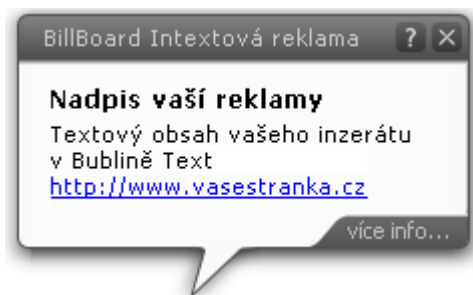 BillBoard Intextová reklama ? ×
Nadpis vaší reklamy
Textový obsah vašeho inzerátu
v Bublině Text
http://www.vasestranka.cz
více info...